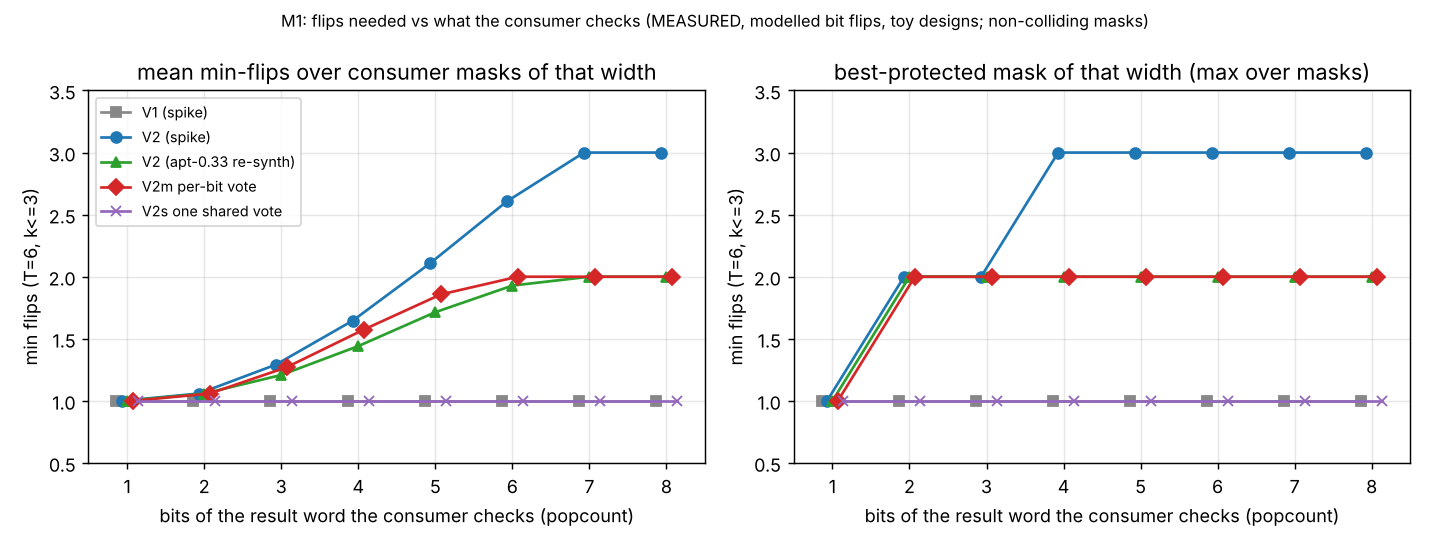 M1: flips needed vs what the consumer checks (MEASURED, modelled bit flips, toy designs; non-colliding masks)
mean min-flips over consumer masks of that width
min flips (T=6, k<=3)
3.5
3.0
2.5
2.0
1.5
1.0
0.5
V1 (spike)
V2 (spike)
V2 (apt-0.33 re-synth)
V2m per-bit vote
V2s one shared vote
1 2 3 4 5 6 7 8
bits of the result word the consumer checks (popcount)
best-protected mask of that width (max over masks)
min flips (T=6, k<=3)
3.5
3.0
2.5
2.0
1.5
1.0
0.5
1 2 3 4 5 6 7 8
bits of the result word the consumer checks (popcount)